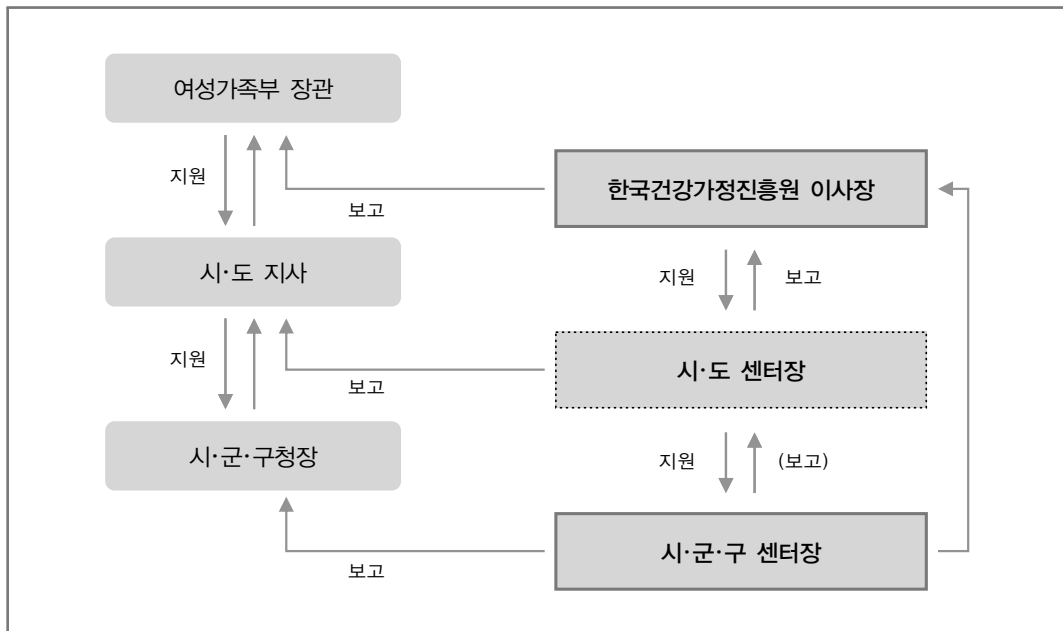 여성가족부 장관
지원
보고
한국건강가정진흥원 이사장
시·도 지사
지원
보고
지원
보고
시·도 센터장
시·군·구청장
지원
(보고)
보고
시·군·구 센터장